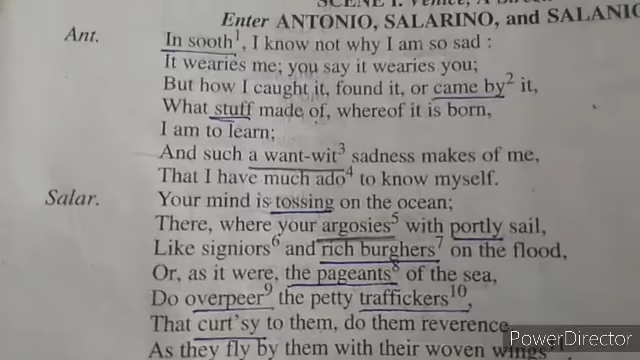 SCENE I. Venice, A Street
Enter ANTONIO, SALARINO, and SALANIO
Ant. In sooth¹, I know not why I am so sad :
It wearies me; you say it wearies you;
But how I caught it, found it, or came by² it,
What stuff made of, whereof it is born,
I am to learn;
And such a want-wit³ sadness makes of me,
That I have much ado⁴ to know myself.
Salar. Your mind is tossing on the ocean;
There, where your argosies⁵ with portly sail,
Like signiors⁶ and rich burghers⁷ on the flood,
Or, as it were, the pageants⁸ of the sea,
Do overpeer⁹ the petty traffickers¹⁰,
That curt'sy to them, do them reverence
As they fly by them with their woven wings¹¹
PowerDirector